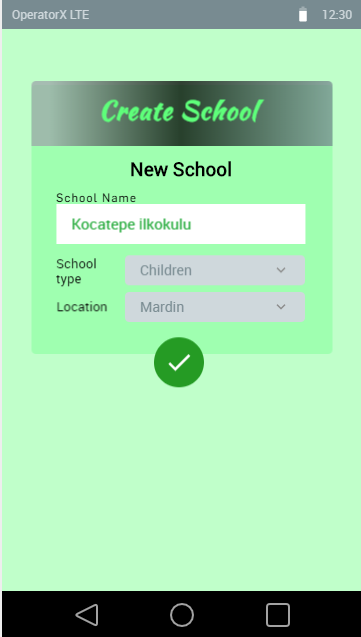 OperatorX LTE 12:30
Create School
New School
School Name
Kocatepe ilkokulu
School type Children
Location Mardin